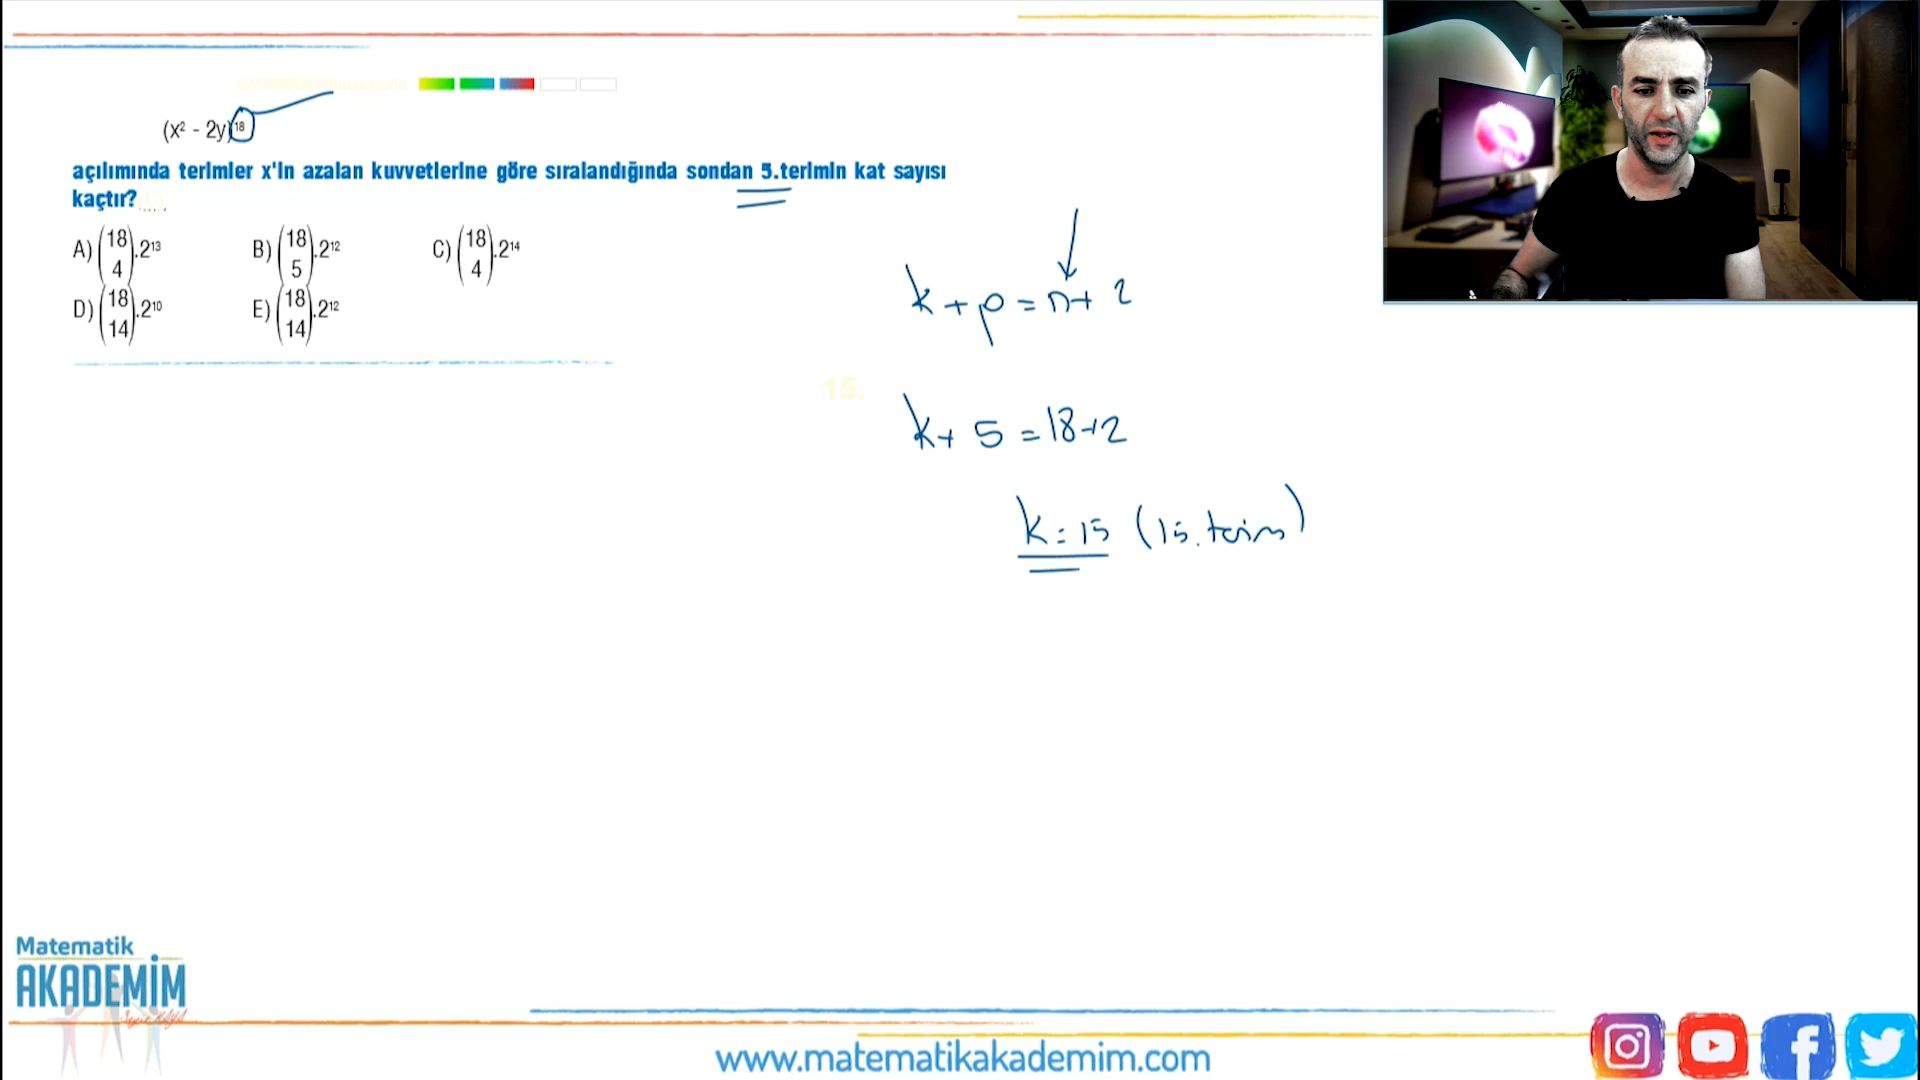 (x² - 2y)¹⁸
açılımında terimler x'in azalan kuvvetlerine göre sıralandığında sondan 5.terimin kat sayısı
kaçtır?
A) (18 4).2¹³ B) (18 5).2¹² C) (18 4).2¹⁴
D) (18 14).2¹⁰ E) (18 14).2¹²
k + p = n + 2
15.
k + 5 = 18 + 2
k = 15 (15. terim)
Matematik
AKADEMİM
www.matematikakademim.com